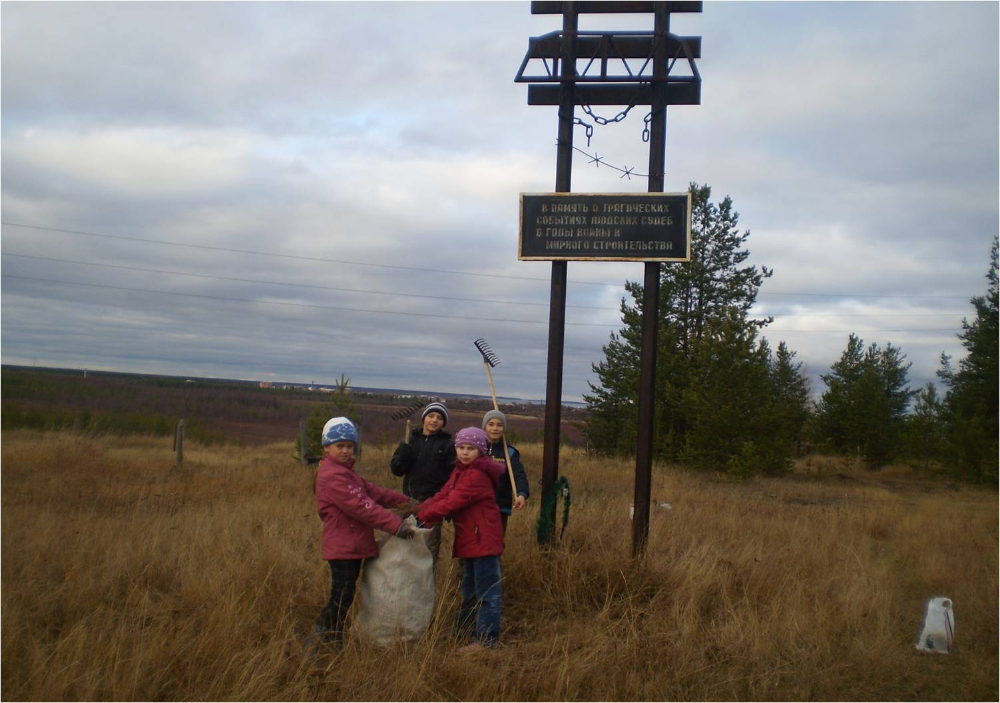 В ПАМЯТЬ О ТРАГИЧЕСКИХ
СОБЫТИЯХ ЛЮДСКИХ СУДЕБ
В ГОДЫ ВОЙНЫ И
МИРНОГО СТРОИТЕЛЬСТВА